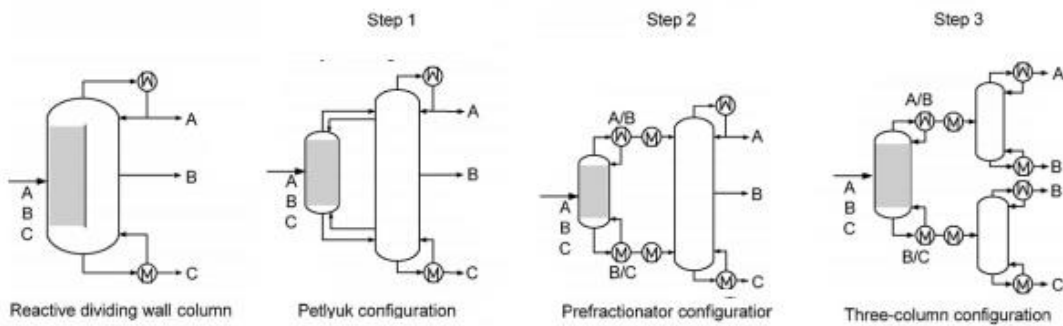 Step 1
Step 2
Step 3
A
B
C
A
B
C
Reactive dividing wall column
A
B
C
A
B
C
Petlyuk configuration
A/B
A
B
C
B/C
A
B
C
Prefractionator configuratior
A/B
A
B
C
B/C
A
B
B
C
Three-column configuration